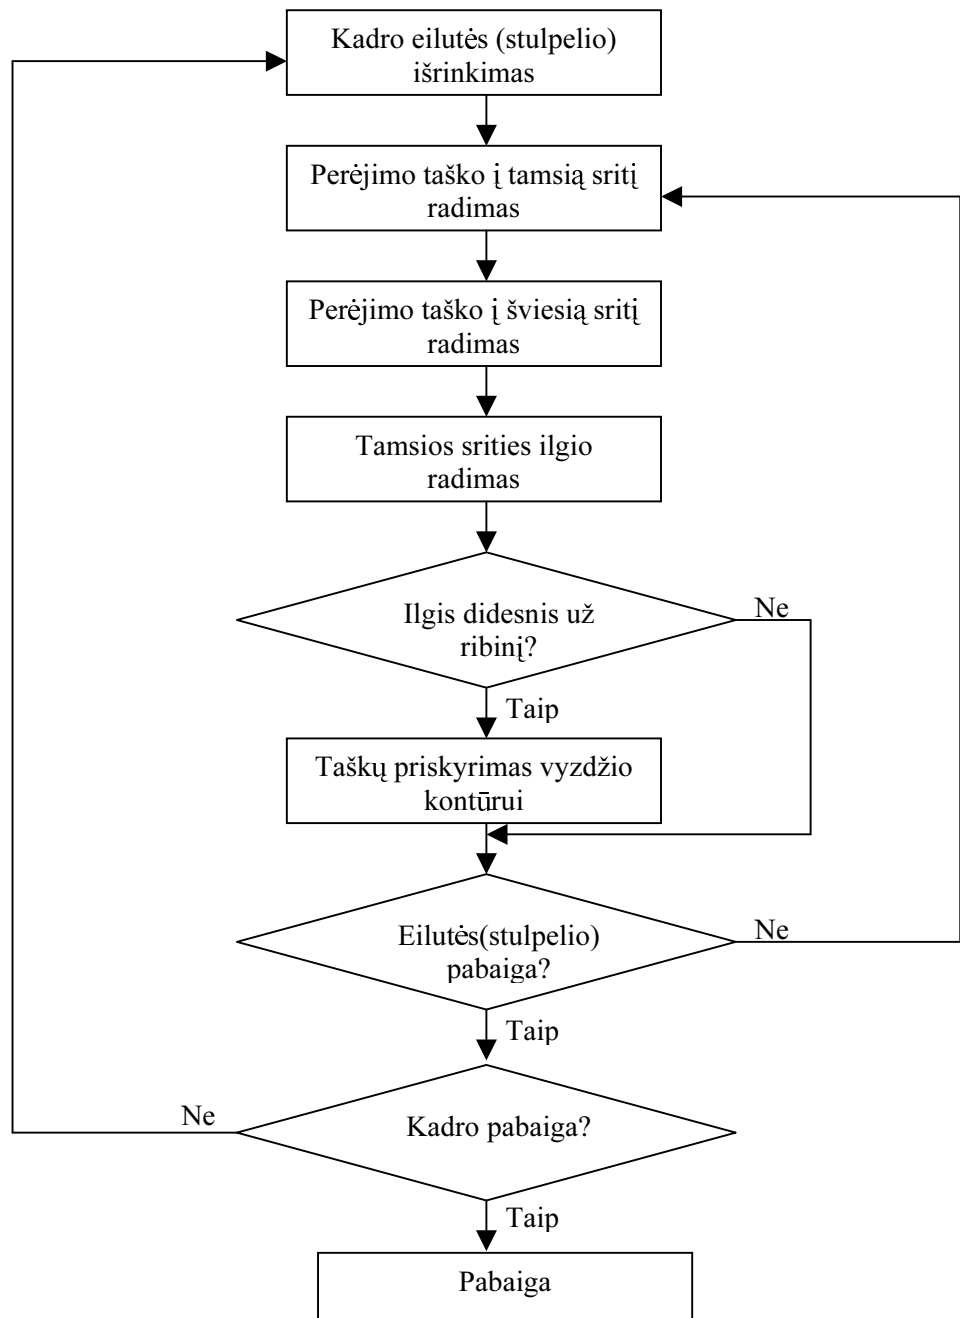 Kadro eilutės (stulpelio)
išrinkimas
Perėjimo taško į tamsią sritį
radimas
Perėjimo taško į šviesią sritį
radimas
Tamsios srities ilgio
radimas
Ilgis didesnis už
ribinį?
Ne
Taip
Taškų priskyrimas vyzdžio
kontūrui
Eilutės(stulpelio)
pabaiga?
Ne
Taip
Kadro pabaiga?
Ne
Taip
Pabaiga